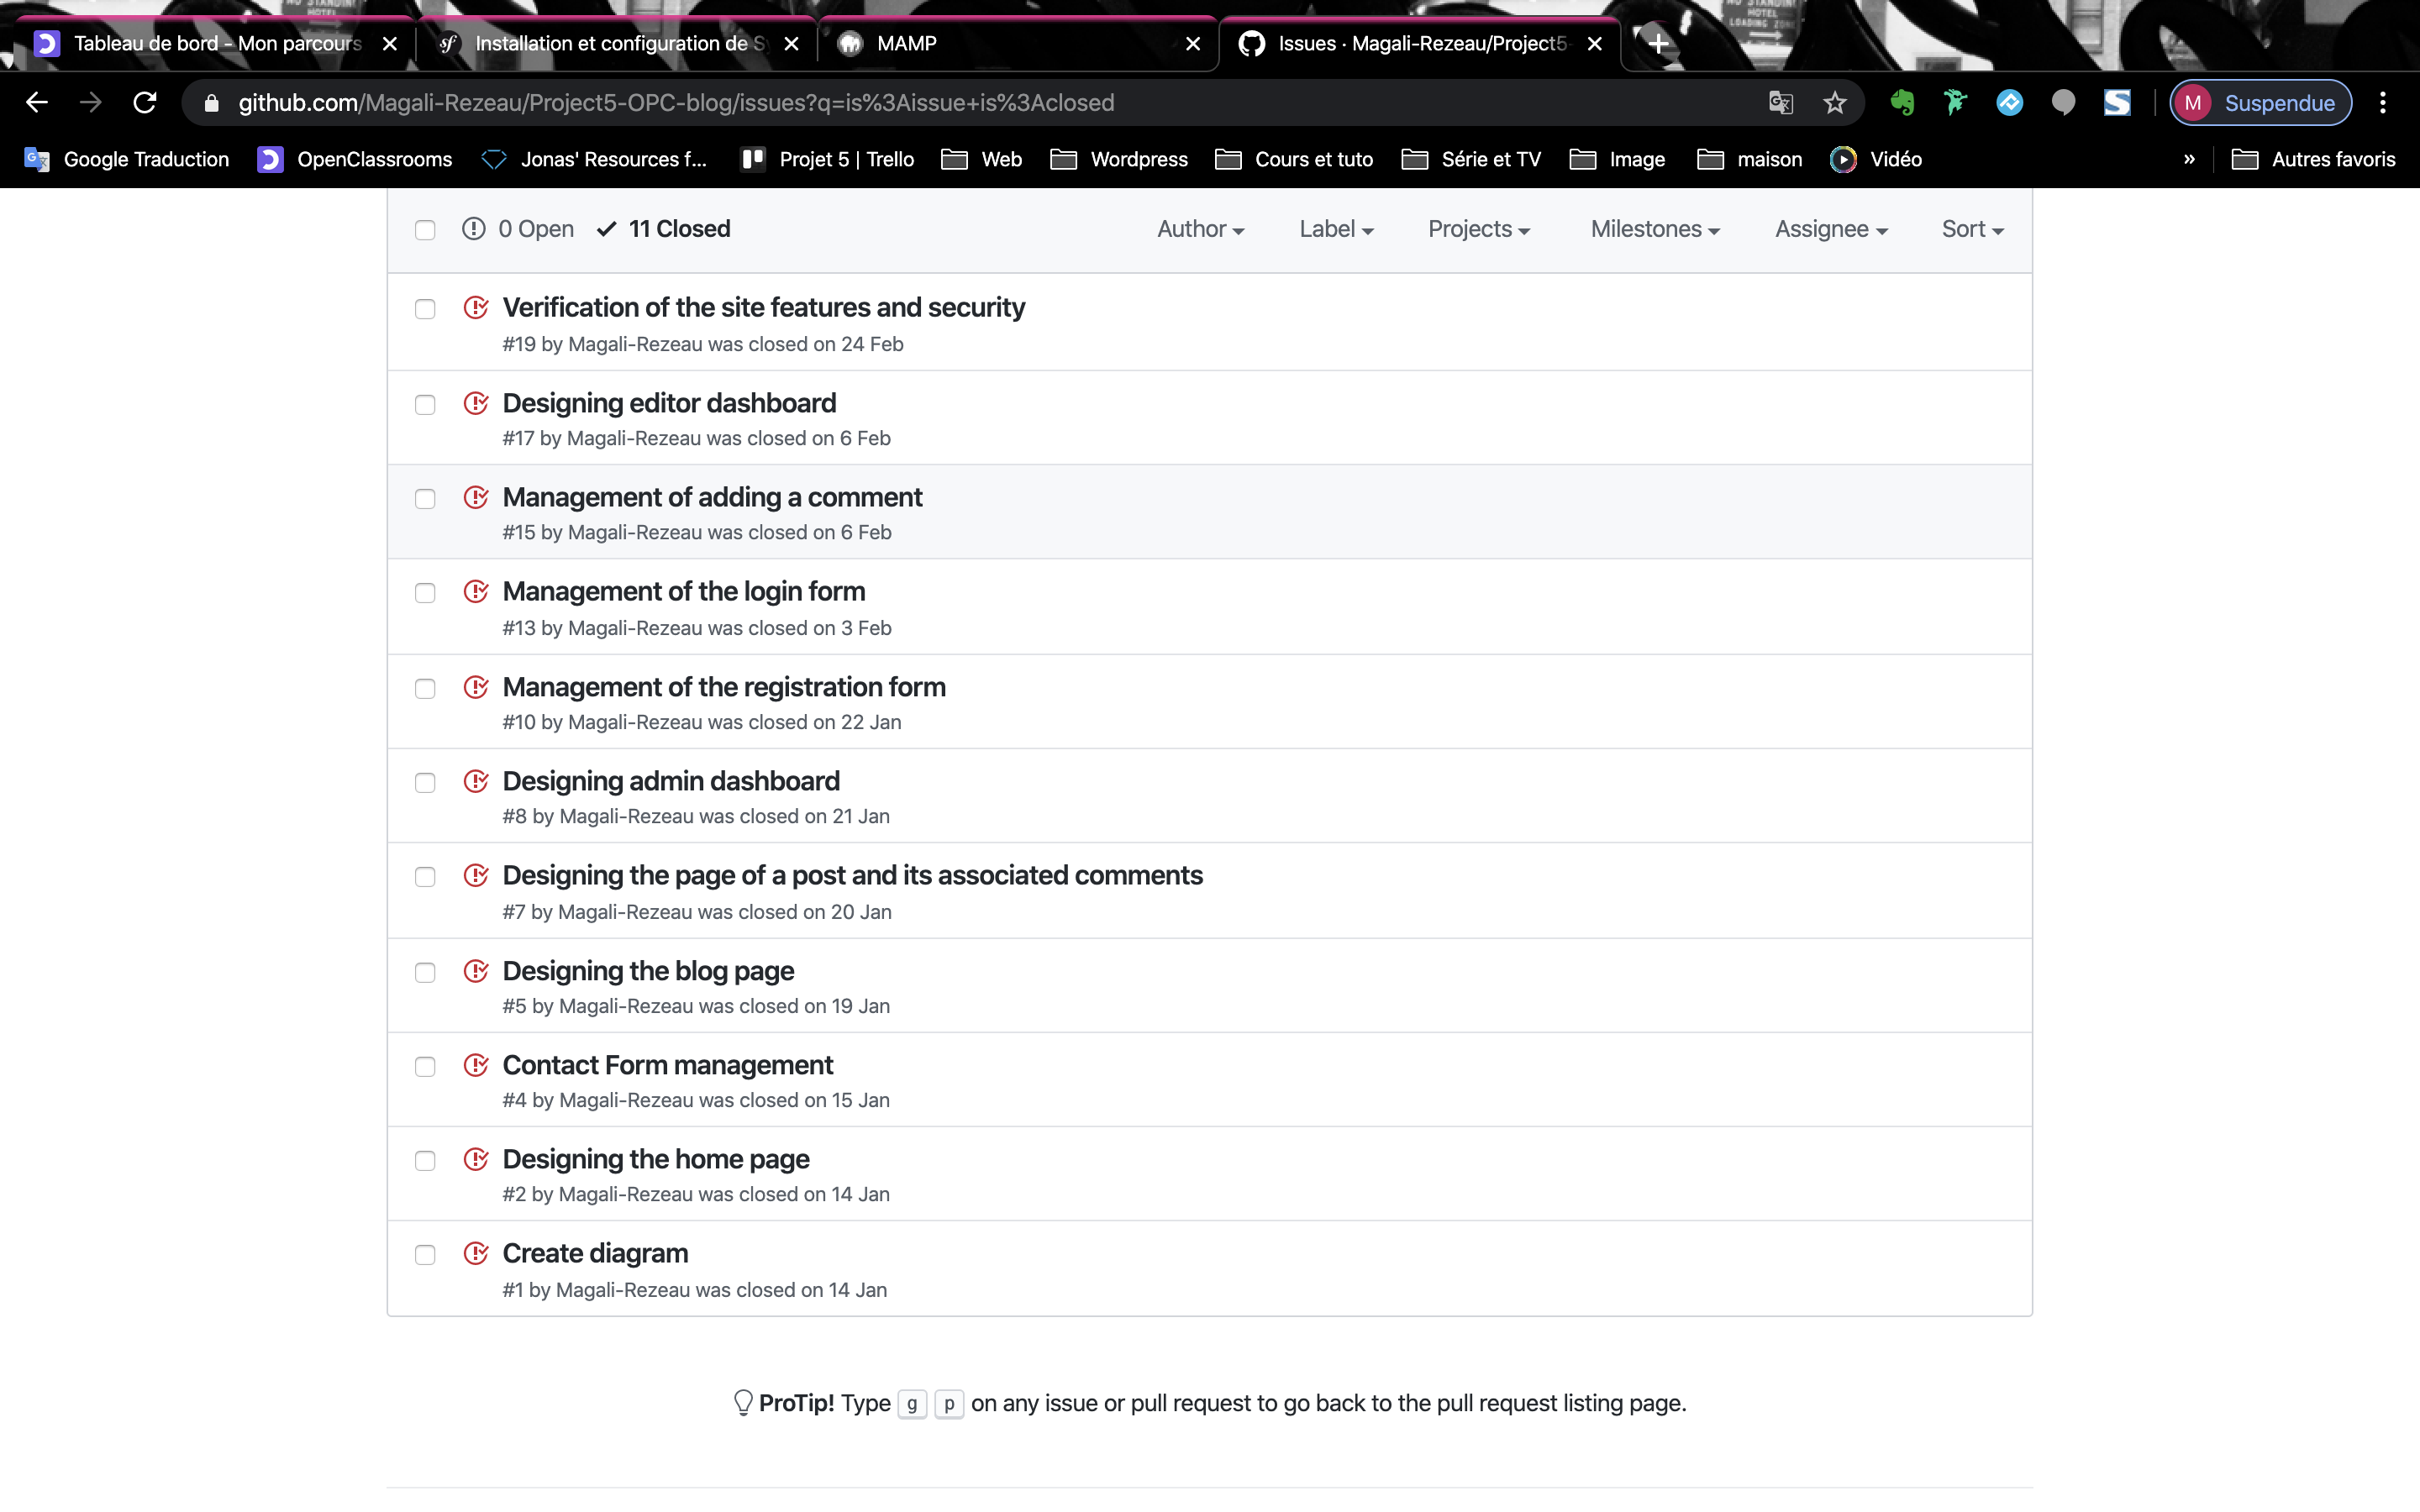 Tableau de bord - Mon parcours
Installation et configuration de S
MAMP
Issues · Magali-Rezeau/Project5-
github.com/Magali-Rezeau/Project5-OPC-blog/issues?q=is%3Aissue+is%3Aclosed
M Suspendue
Google Traduction OpenClassrooms Jonas' Resources f... Projet 5 | Trello Web Wordpress Cours et tuto Série et TV Image maison Vidéo » Autres favoris
0 Open 11 Closed Author Label Projects Milestones Assignee Sort
Verification of the site features and security
#19 by Magali-Rezeau was closed on 24 Feb
Designing editor dashboard
#17 by Magali-Rezeau was closed on 6 Feb
Management of adding a comment
#15 by Magali-Rezeau was closed on 6 Feb
Management of the login form
#13 by Magali-Rezeau was closed on 3 Feb
Management of the registration form
#10 by Magali-Rezeau was closed on 22 Jan
Designing admin dashboard
#8 by Magali-Rezeau was closed on 21 Jan
Designing the page of a post and its associated comments
#7 by Magali-Rezeau was closed on 20 Jan
Designing the blog page
#5 by Magali-Rezeau was closed on 19 Jan
Contact Form management
#4 by Magali-Rezeau was closed on 15 Jan
Designing the home page
#2 by Magali-Rezeau was closed on 14 Jan
Create diagram
#1 by Magali-Rezeau was closed on 14 Jan
ProTip! Type g p on any issue or pull request to go back to the pull request listing page.